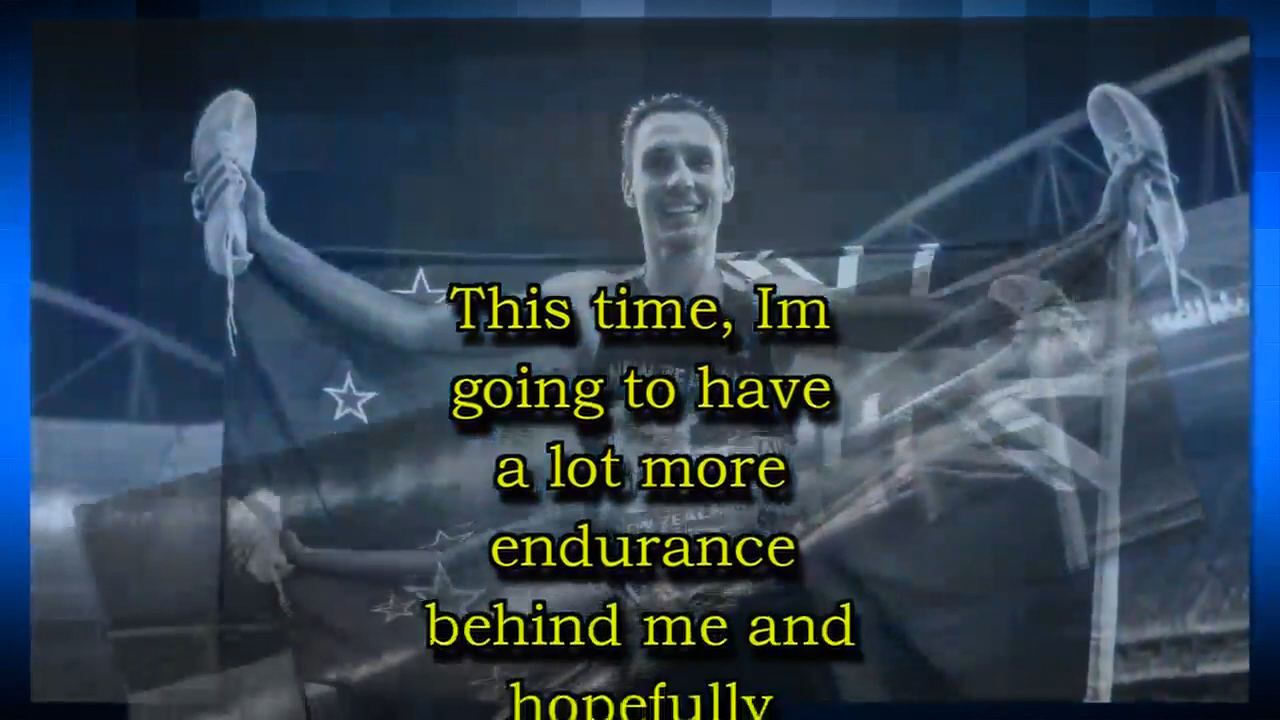 This time, Im
going to have
a lot more
endurance
behind me and
hopefully